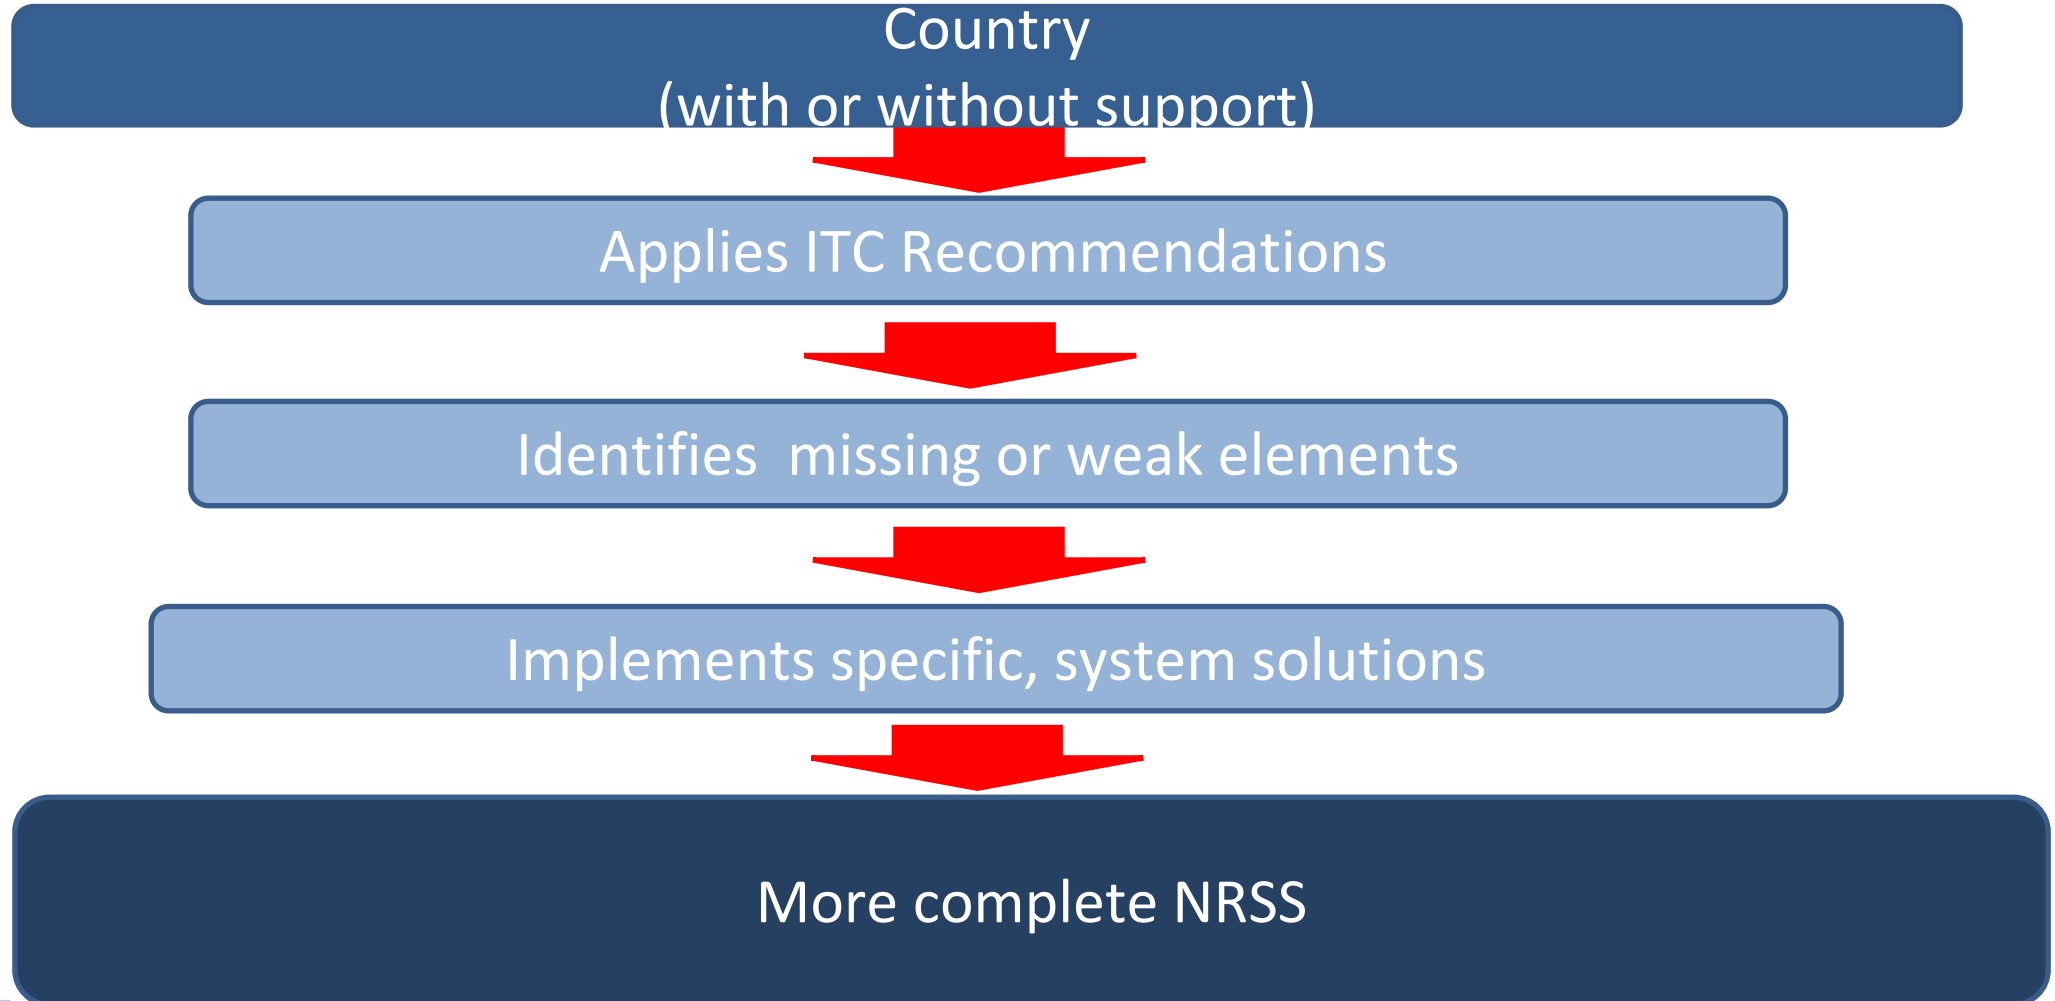 Country
(with or without support)
Applies ITC Recommendations
Identifies  missing or weak elements
Implements specific, system solutions
More complete NRSS